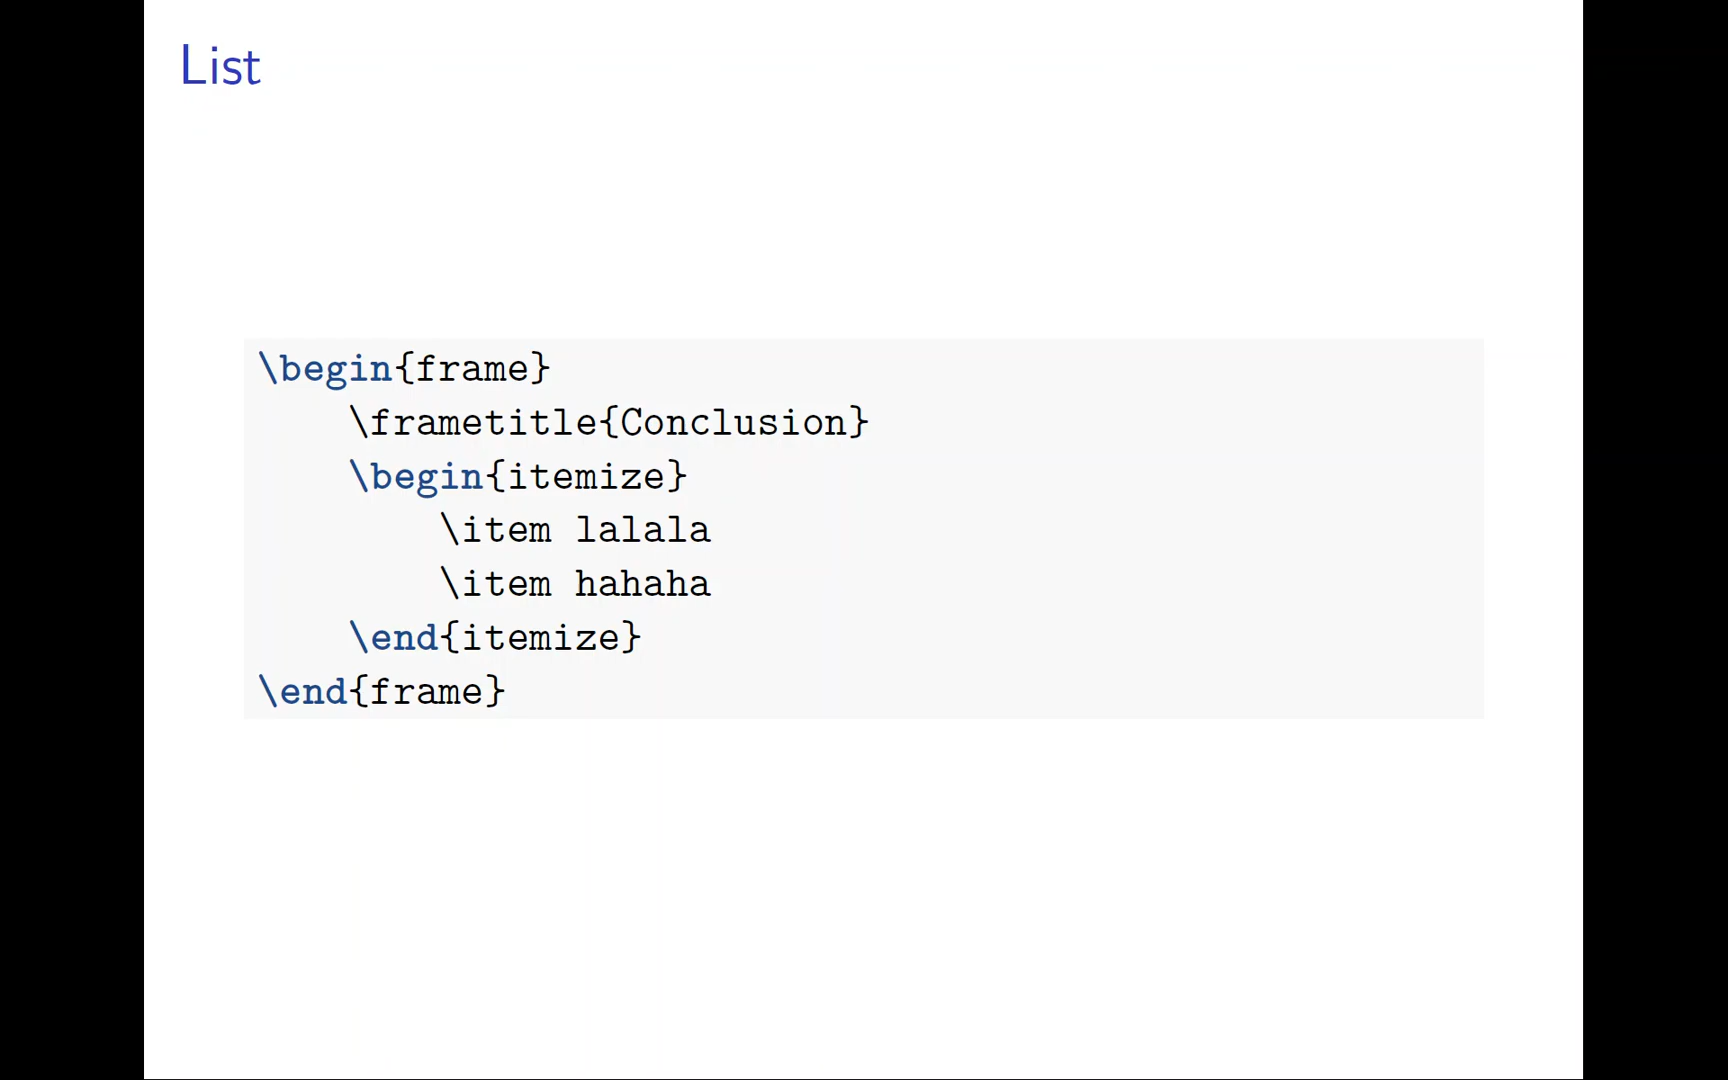 List
\begin{frame}
    \frametitle{Conclusion}
    \begin{itemize}
        \item lalala
        \item hahaha
    \end{itemize}
\end{frame}